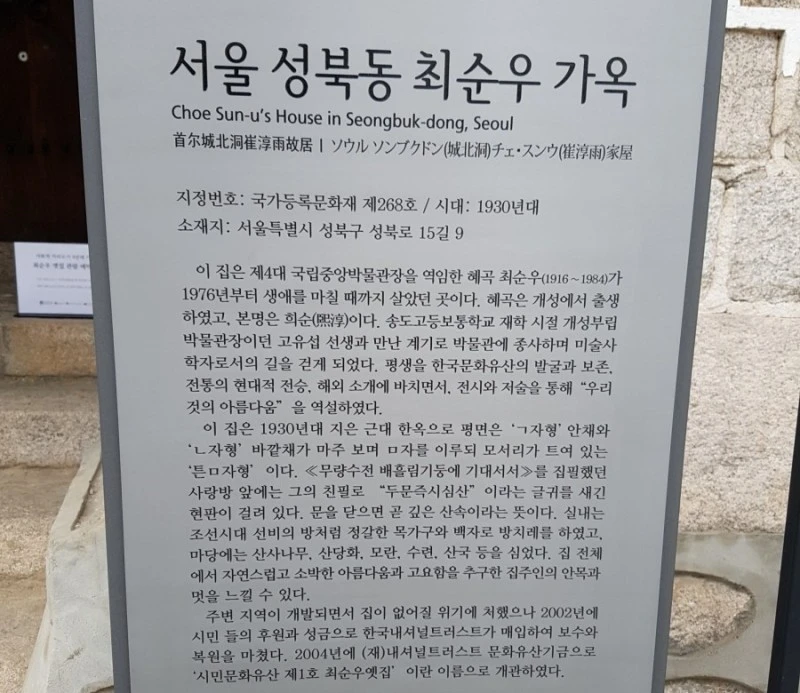 서울 성북동 최순우 가옥
Choe Sun-u's House in Seongbuk-dong, Seoul
首尔城北洞崔淳雨故居 | ソウル ソンブクドン(城北洞)チェ・スンウ(崔淳雨)家屋
지정번호: 국가등록문화재 제268호 / 시대: 1930년대
소재지: 서울특별시 성북구 성북로 15길 9
이 집은 제4대 국립중앙박물관장을 역임한 혜곡 최순우(1916~1984)가
1976년부터 생애를 마칠 때까지 살았던 곳이다. 혜곡은 개성에서 출생
하였고, 본명은 희순(熙淳)이다. 송도고등보통학교 재학 시절 개성부립
박물관장이던 고유섭 선생과 만난 계기로 박물관에 종사하며 미술사
학자로서의 길을 걷게 되었다. 평생을 한국문화유산의 발굴과 보존,
전통의 현대적 전승, 해외 소개에 바치면서, 전시와 저술을 통해 “우리
것의 아름다움” 을 역설하였다.
이 집은 1930년대 지은 근대 한옥으로 평면은 ‘ㄱ자형’ 안채와
‘ㄴ자형’ 바깥채가 마주 보며 ㅁ자를 이루되 모서리가 트여 있는
‘튼ㅁ자형’ 이다. ≪무량수전 배흘림기둥에 기대서서≫를 집필했던
사랑방 앞에는 그의 친필로 “두문즉시심산” 이라는 글귀를 새긴
현판이 걸려 있다. 문을 닫으면 곧 깊은 산속이라는 뜻이다. 실내는
조선시대 선비의 방처럼 정갈한 목가구와 백자로 방치레를 하였고,
마당에는 산사나무, 산당화, 모란, 수련, 산국 등을 심었다. 집 전체
에서 자연스럽고 소박한 아름다움과 고요함을 추구한 집주인의 안목과
멋을 느낄 수 있다.
주변 지역이 개발되면서 집이 없어질 위기에 처했으나 2002년에
시민 들의 후원과 성금으로 한국내셔널트러스트가 매입하여 보수와
복원을 마쳤다. 2004년에 (재)내셔널트러스트 문화유산기금으로
‘시민문화유산 제1호 최순우옛집’ 이란 이름으로 개관하였다.
최순우 옛집 관람